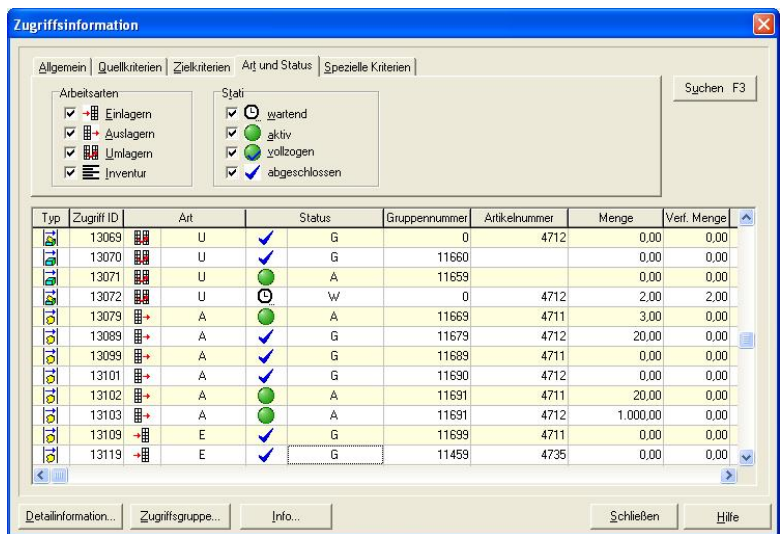 Zugriffsinformation
Allgemein Quellkriterien Zielkriterien Art und Status Spezielle Kriterien
Suchen F3
Arbeitsarten
Einlagern
Auslagern
Umlagern
Inventur
Stati
wartend
aktiv
vollzogen
abgeschlossen
Typ Zugriff ID Art Status Gruppennummer Artikelnummer Menge Verf. Menge
13069 U G 0 4712 0,00 0,00
13070 U G 11660 0,00 0,00
13071 U A 11659 0,00 0,00
13072 U W 0 4712 2,00 2,00
13079 A A 11669 4711 3,00 0,00
13089 A G 11679 4712 20,00 0,00
13099 A G 11689 4711 0,00 0,00
13101 A G 11690 4712 0,00 0,00
13102 A A 11691 4711 20,00 0,00
13103 A A 11691 4712 1.000,00 0,00
13109 E G 11699 4711 0,00 0,00
13119 E G 11459 4735 0,00 0,00
Detailinformation... Zugriffsgruppe... Info... Schließen Hilfe